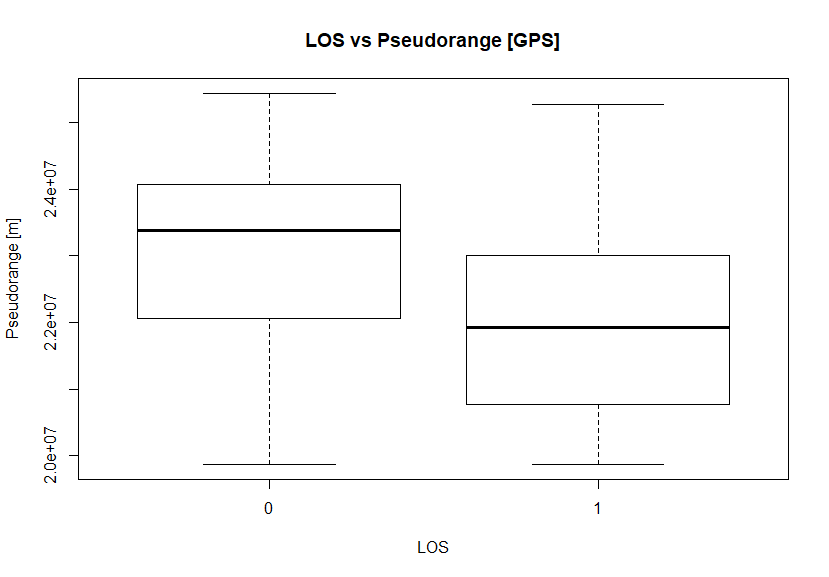 LOS vs Pseudorange [GPS]
Pseudorange [m]
2.4e+07
2.2e+07
2.0e+07
0 1
LOS